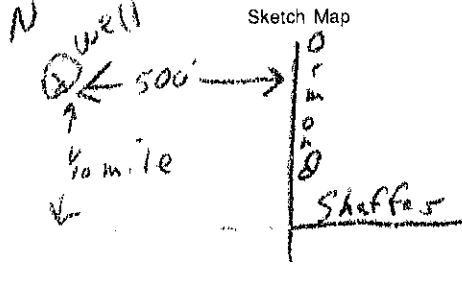 Sketch Map
N
well
500'
Ormond
1/10 mile
Shaffer